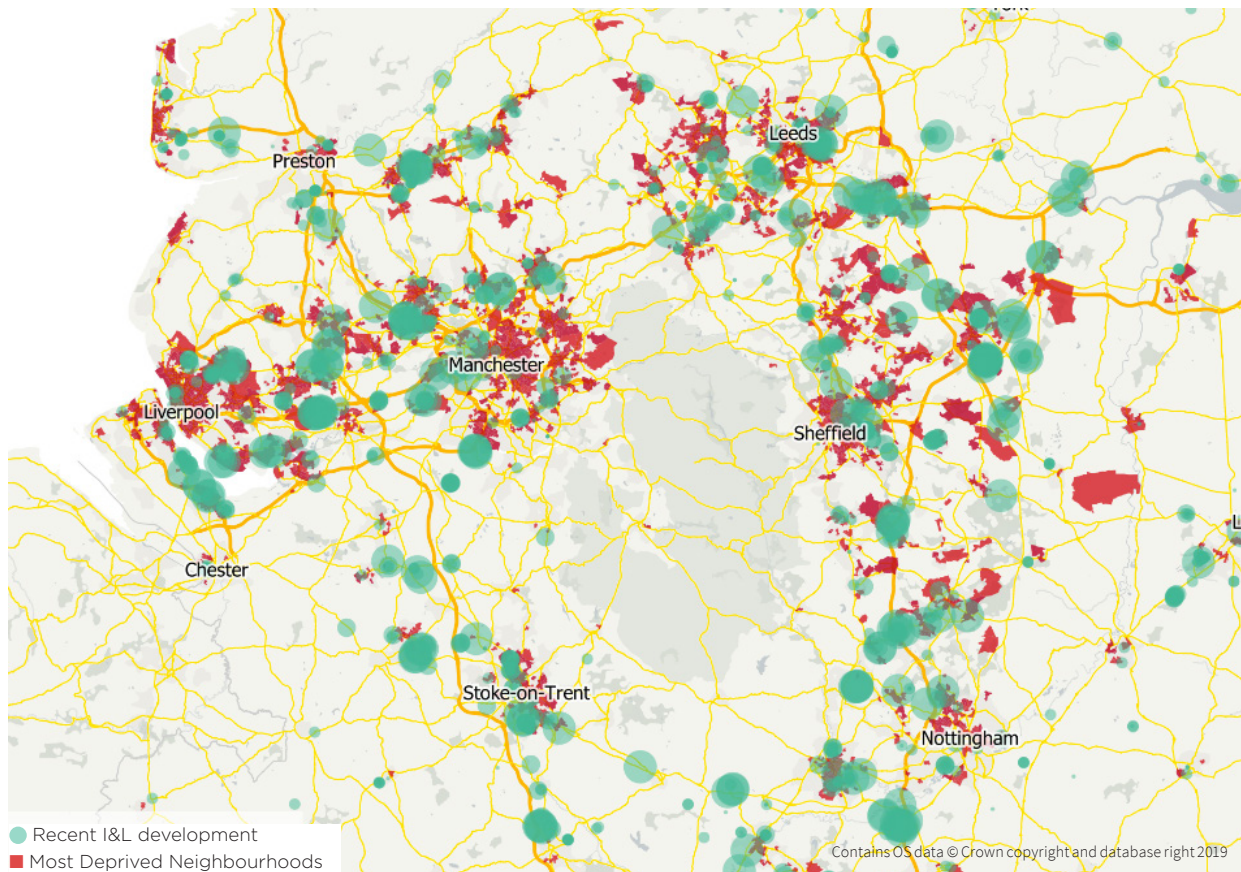 Preston
Leeds
Manchester
Liverpool
Sheffield
Chester
Stoke-on-Trent
Nottingham
Recent I&L development
Most Deprived Neighbourhoods
Contains OS data © Crown copyright and database right 2019